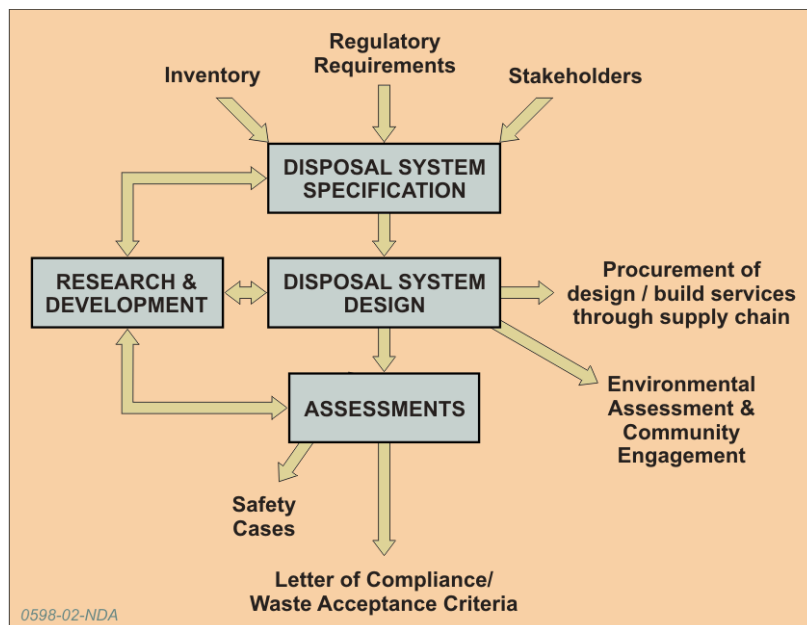 Regulatory
Requirements
Inventory
Stakeholders
DISPOSAL SYSTEM
SPECIFICATION
RESEARCH &
DEVELOPMENT
DISPOSAL SYSTEM
DESIGN
Procurement of
design / build services
through supply chain
Environmental
Assessment &
Community
Engagement
ASSESSMENTS
Safety
Cases
Letter of Compliance/
Waste Acceptance Criteria
0598-02-NDA